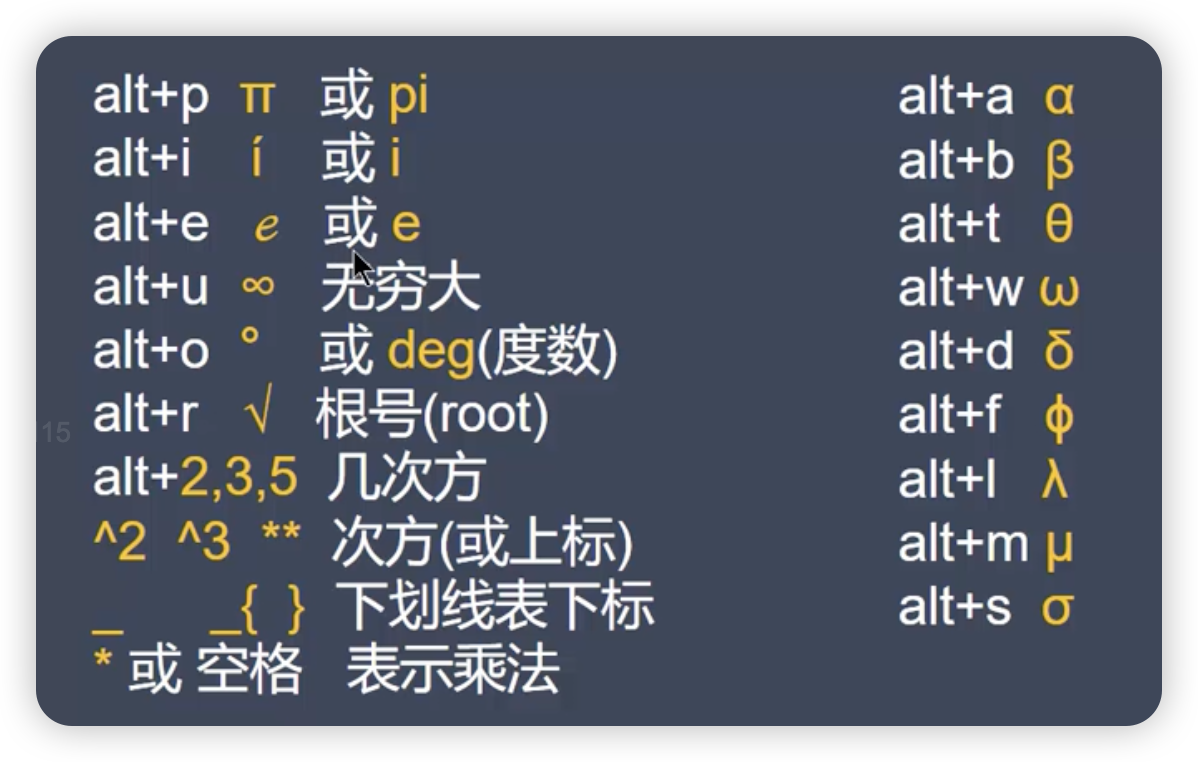 alt+p π 或 pi
alt+i í 或 i
alt+e ℯ 或 e
alt+u ∞ 无穷大
alt+o ° 或 deg(度数)
alt+r √ 根号(root)
alt+2,3,5 几次方
^2 ^3 ** 次方(或上标)
_ _{ } 下划线表下标
* 或 空格 表示乘法
alt+a α
alt+b β
alt+t θ
alt+w ω
alt+d δ
alt+f ϕ
alt+l λ
alt+m μ
alt+s σ
15